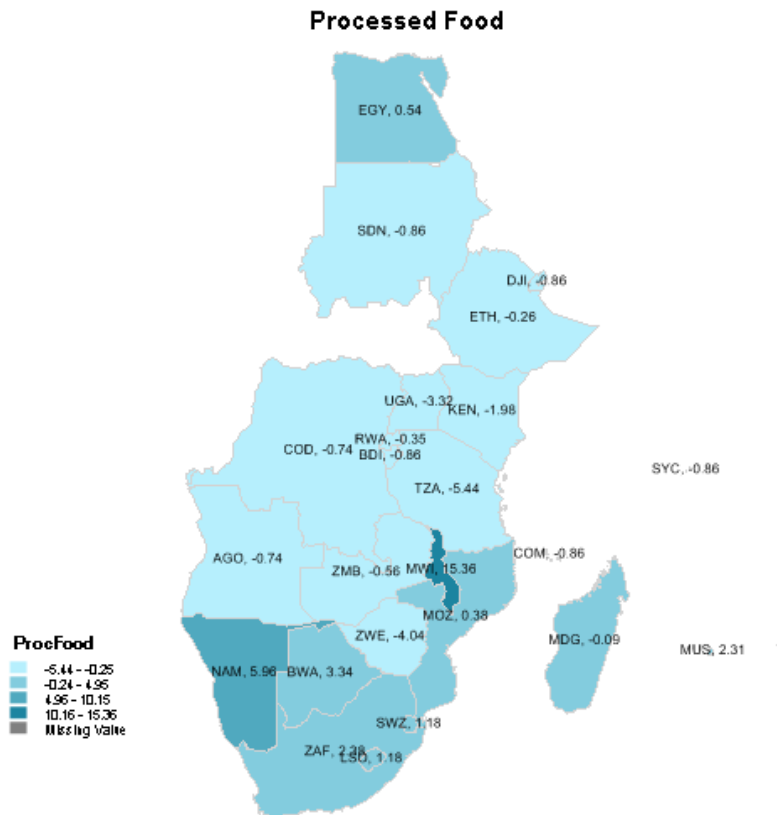 Processed Food
EGY, 0.54
SDN, -0.86
DJI, -0.86
ETH, -0.26
UGA, -3.32
KEN, -1.98
RWA, -0.35
COD, -0.74
BDI, -0.86
SYC, -0.86
TZA, -5.44
COM, -0.86
AGO, -0.74
ZMB, -0.56
MWI, 15.36
MOZ, 0.38
ZWE, -4.04
MDG, -0.09
MUS, 2.31
ProcFood
-5.44 - -0.25
-0.24 - 4.95
4.96 - 10.15
10.16 - 15.36
Missing Value
NAM, 5.96
BWA, 3.34
SWZ, 1.18
ZAF, 2.38
LSO, 1.18